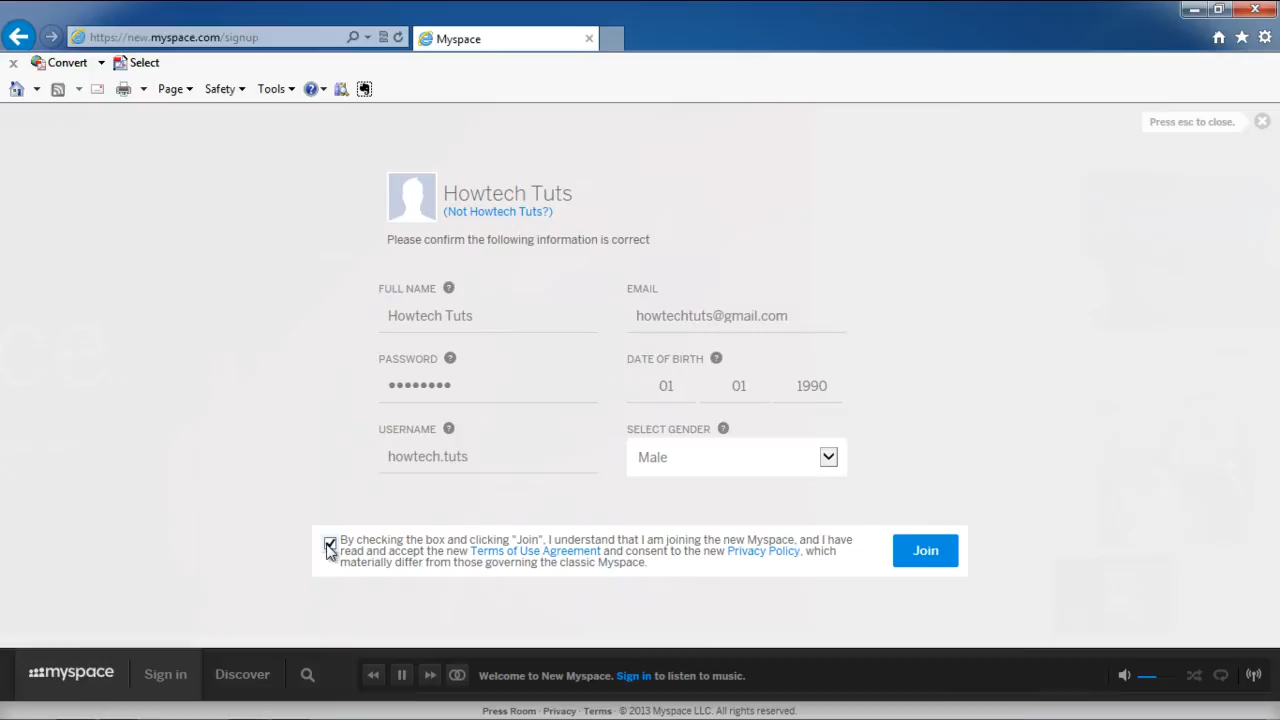 https://new.myspace.com/signup
Myspace
Convert Select
Page Safety Tools
Press esc to close.
Howtech Tuts
(Not Howtech Tuts?)
Please confirm the following information is correct
FULL NAME EMAIL
Howtech Tuts howtechtuts@gmail.com
PASSWORD DATE OF BIRTH
•••••••• 01 01 1990
USERNAME SELECT GENDER
howtech.tuts Male
By checking the box and clicking "Join", I understand that I am joining the new Myspace, and I have
read and accept the new Terms of Use Agreement and consent to the new Privacy Policy, which
materially differ from those governing the classic Myspace.
Join
myspace Sign in Discover Welcome to New Myspace. Sign in to listen to music.
Press Room · Privacy · Terms · © 2013 Myspace LLC. All rights reserved.